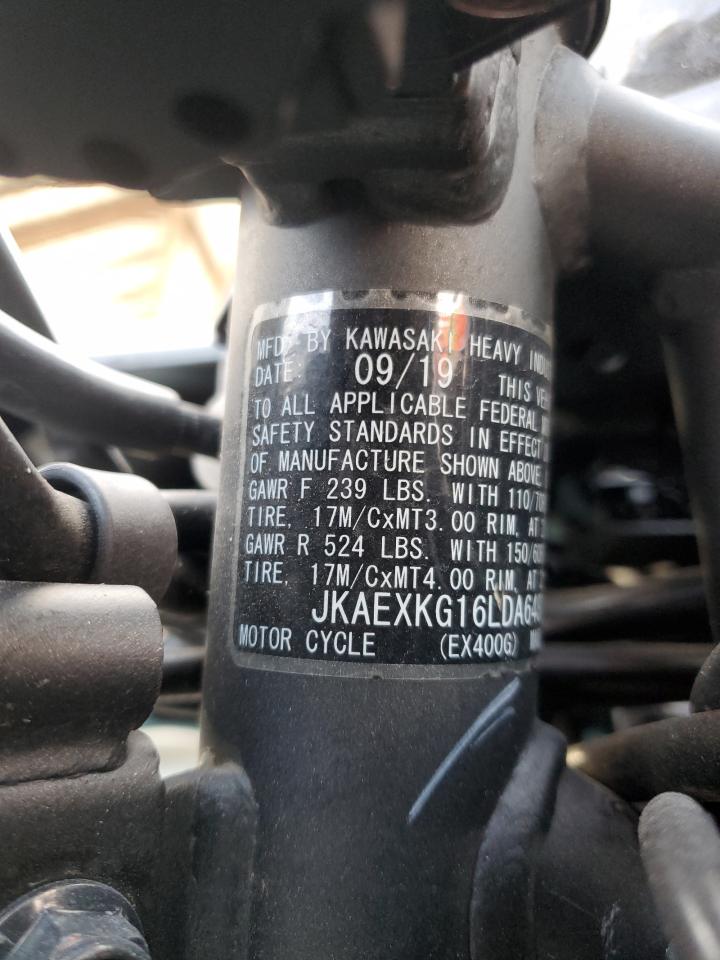 MFD. BY KAWASAKI HEAVY
DATE: 09/19 THIS
TO ALL APPLICABLE FEDERAL
SAFETY STANDARDS IN EFFECT
OF MANUFACTURE SHOWN ABOVE.
GAWR F 239 LBS. WITH 110/70
TIRE, 17M/CxMT3.00 RIM, AT
GAWR R 524 LBS. WITH 150/60
TIRE, 17M/CxMT4.00 RIM, AT
JKAEXKG16LDA64
MOTOR CYCLE (EX400G)